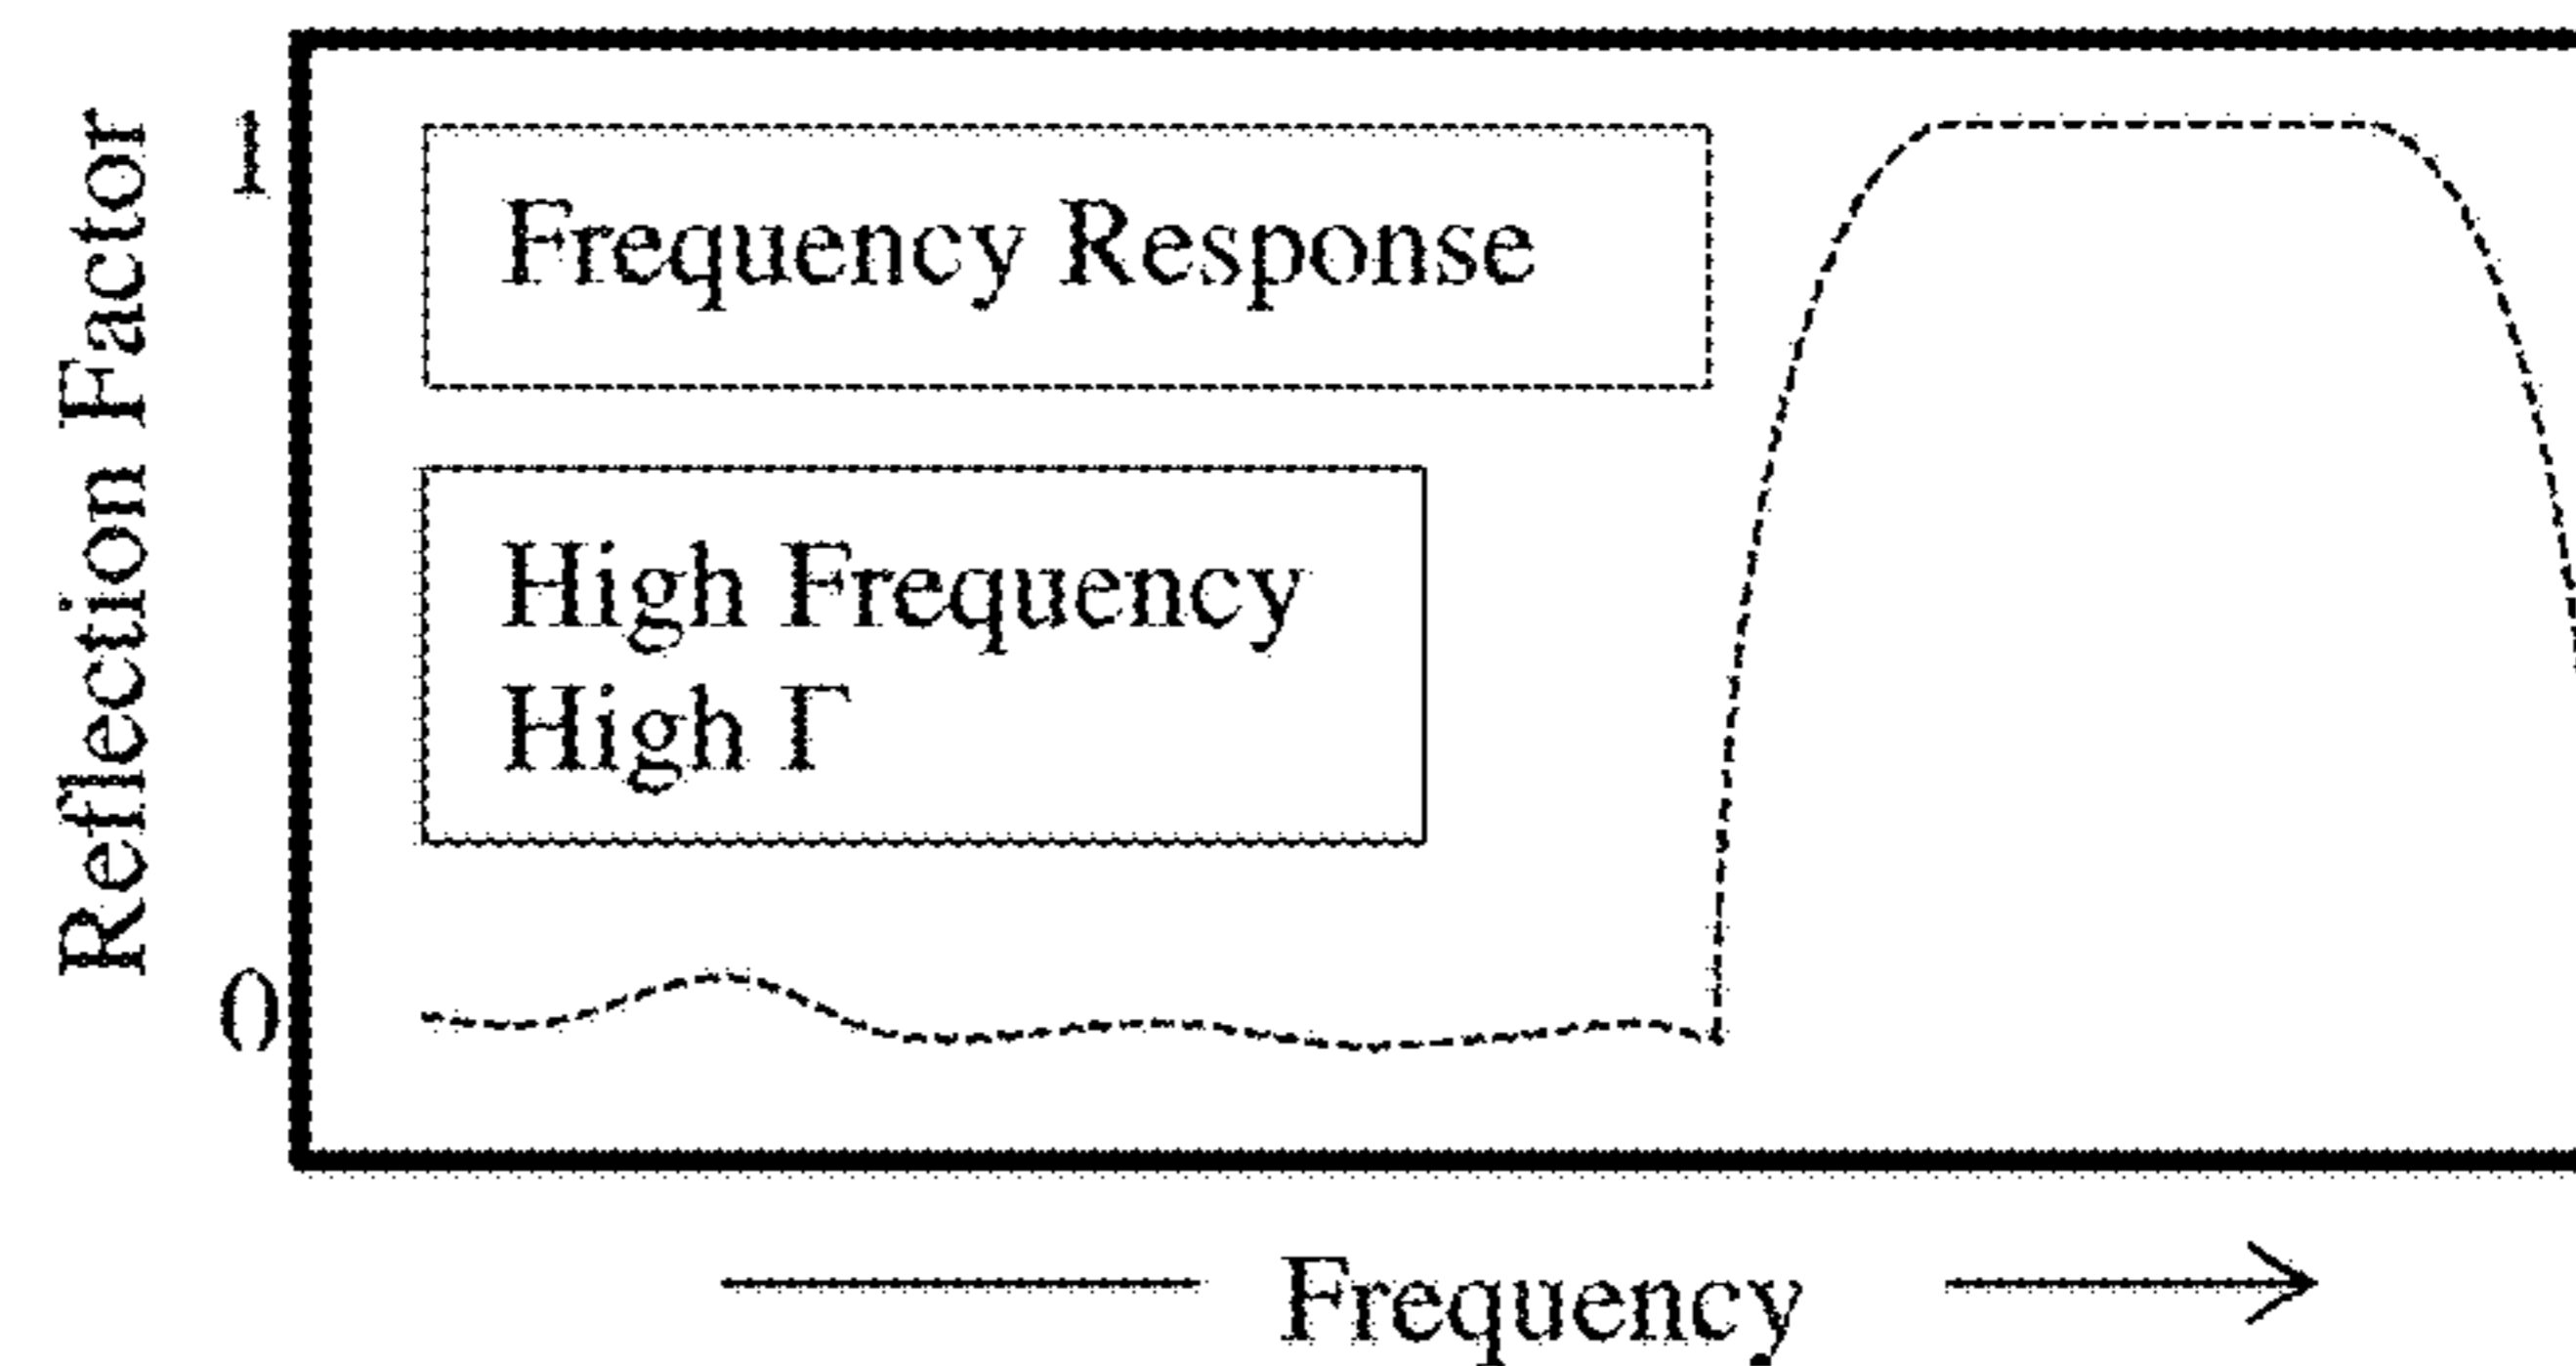 Reflection Factor
1
0
Frequency Response
High Frequency
High Γ
Frequency